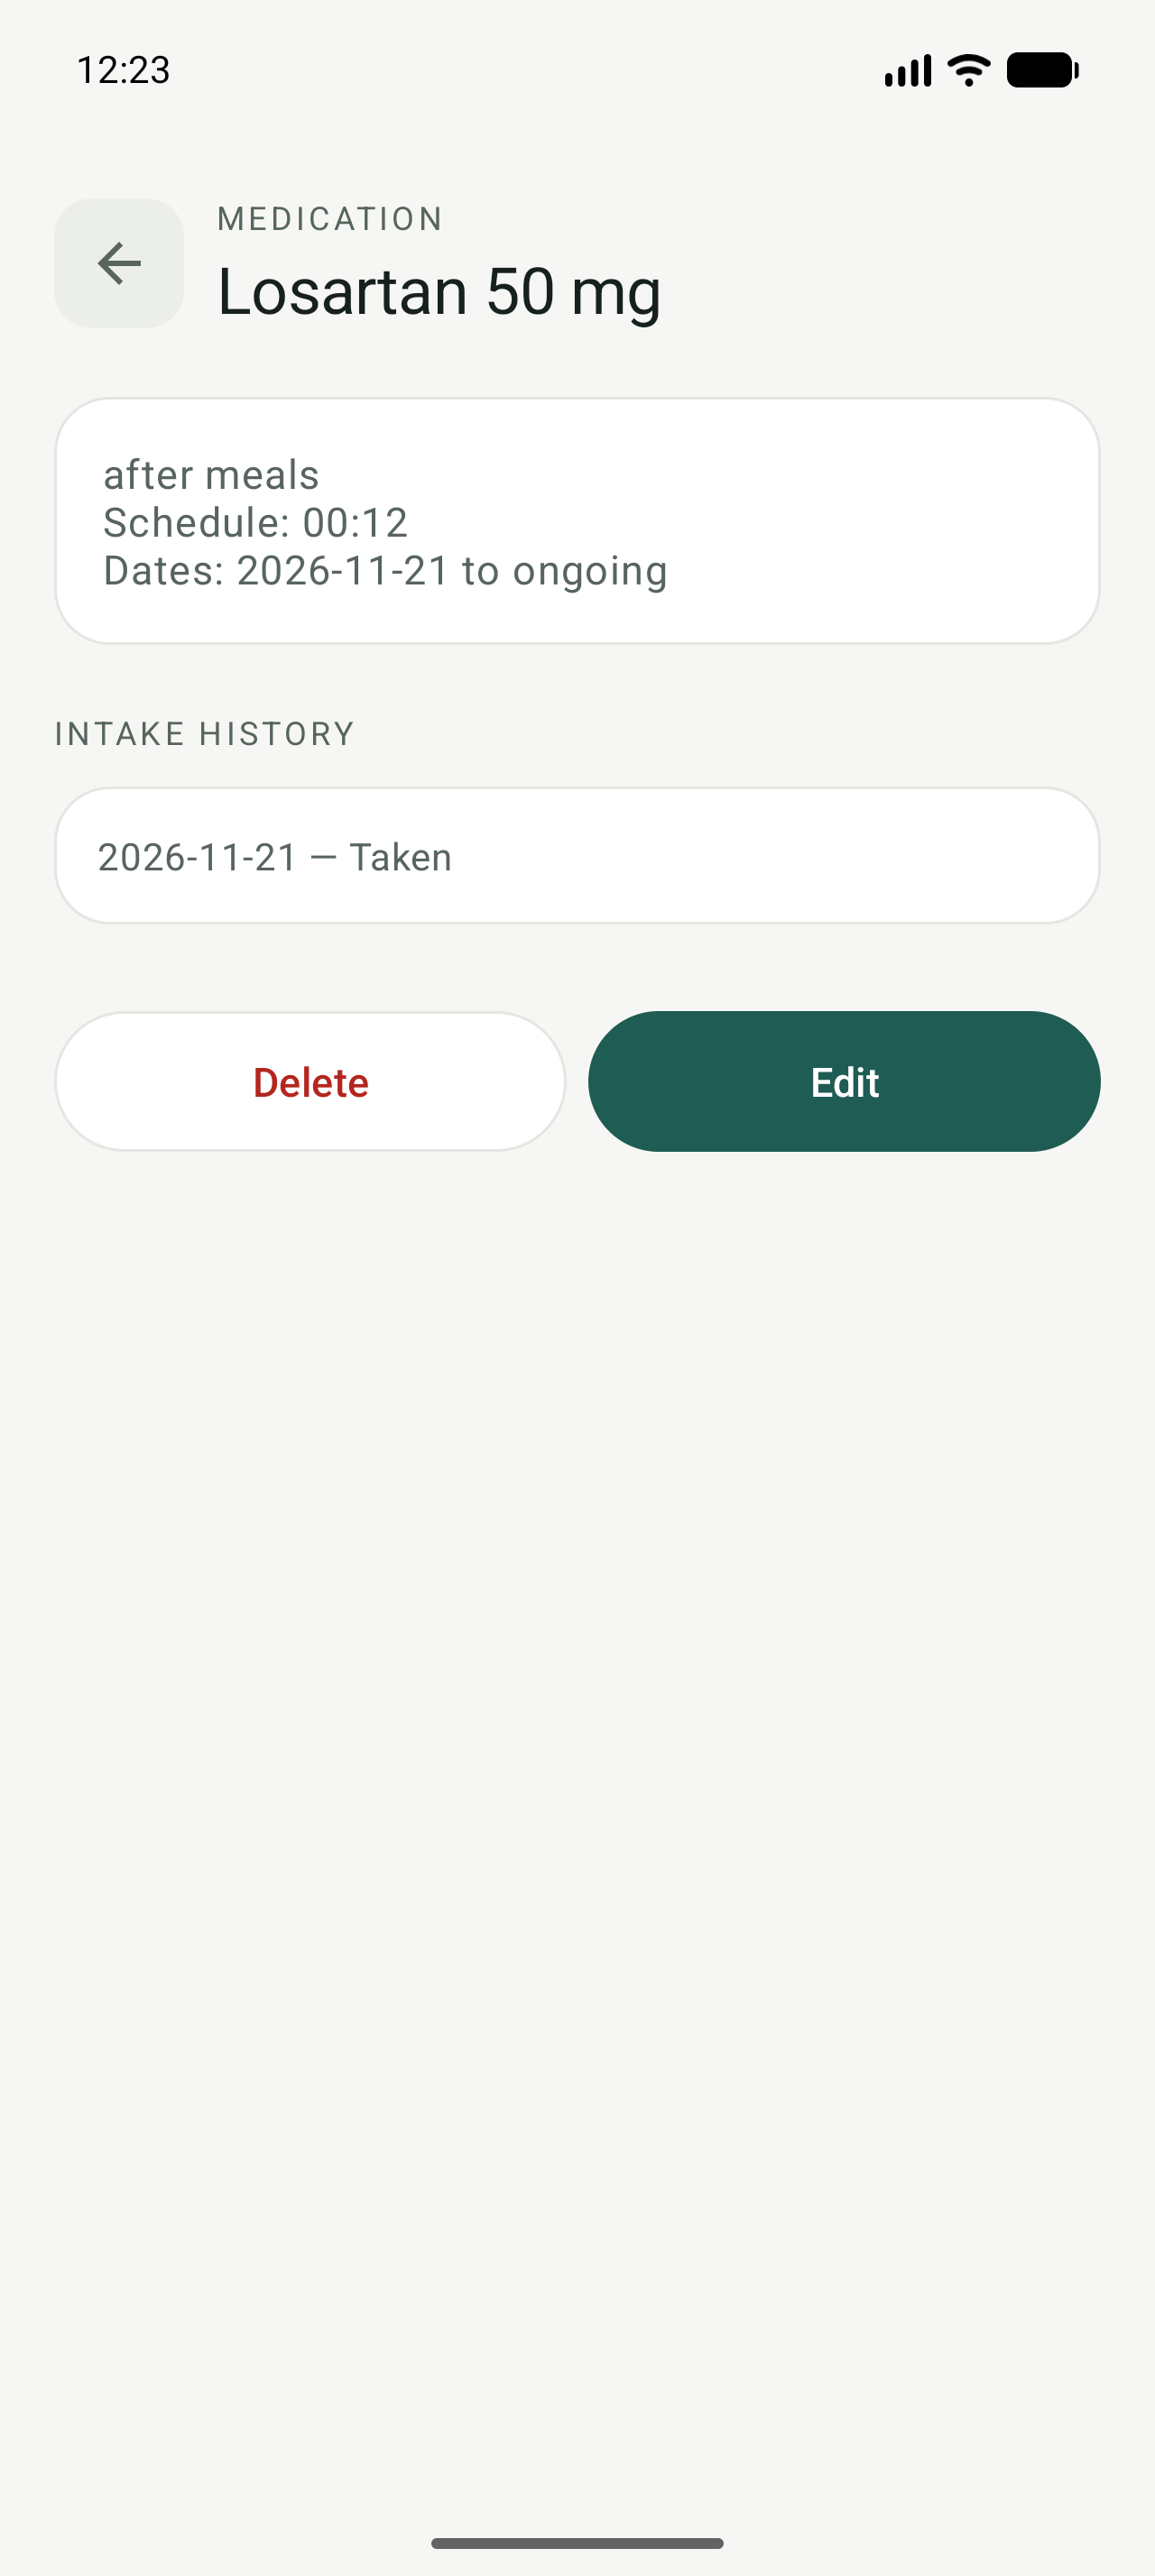 12:23
MEDICATION
Losartan 50 mg
after meals
Schedule: 00:12
Dates: 2026-11-21 to ongoing
INTAKE HISTORY
2026-11-21 — Taken
Delete
Edit